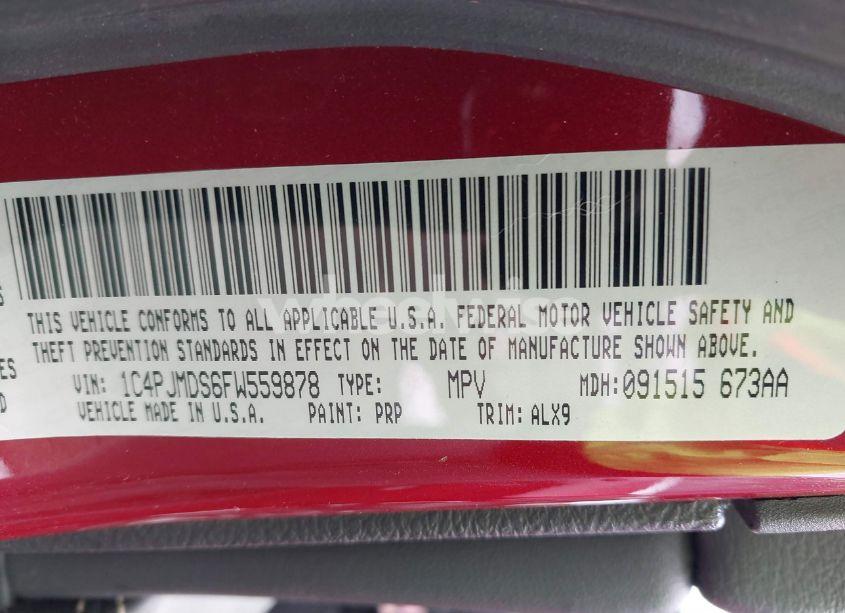 S
THIS VEHICLE CONFORMS TO ALL APPLICABLE U.S.A. FEDERAL MOTOR VEHICLE SAFETY AND
ES THEFT PREVENTION STANDARDS IN EFFECT ON THE DATE OF MANUFACTURE SHOWN ABOVE.
D VIN: 1C4PJMDS6FW559878 TYPE: MPV MDH:091515 673AA
VEHICLE MADE IN U.S.A. PAINT: PRP TRIM: ALX9